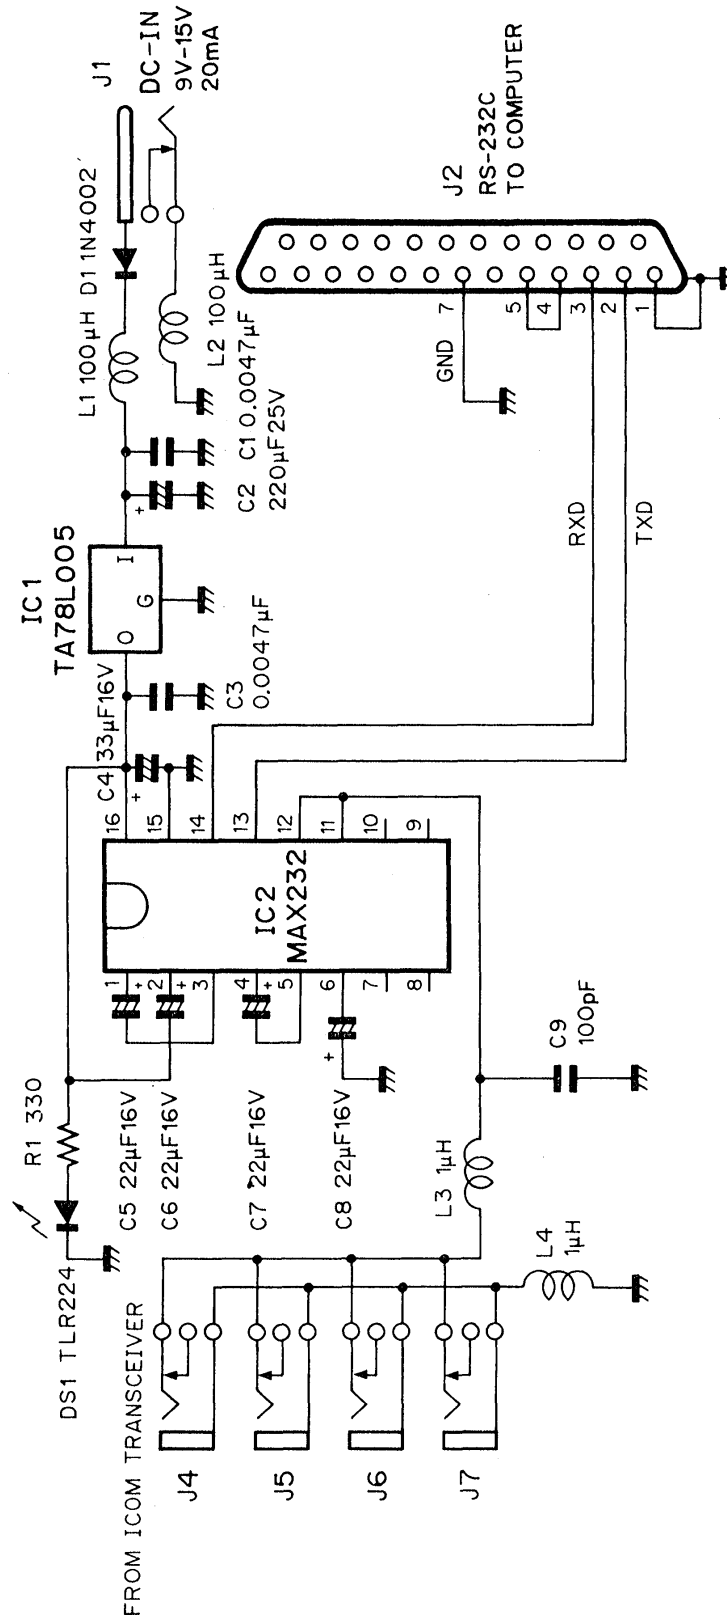 J1
DC-IN
9V-15V
20mA
L1 100µH D1 1N4002
L2 100µH
C1 0.0047µF
C2 220µF25V
IC1
TA78L005
I
G
O
C3
0.0047µF
C4 33µF16V
J2
RS-232C
TO COMPUTER
7
5
4
3
2
1
GND
RXD
TXD
16
15
14
13
12
11
10
9
IC2
MAX232
1
2
3
4
5
6
7
8
+
+
+
+
+
+
R1 330
C5 22µF16V
C6 22µF16V
C7 22µF16V
C8 22µF16V
C9
100pF
L3 1µH
L4
1µH
DS1 TLR224
FROM ICOM TRANSCEIVER
J4
J5
J6
J7